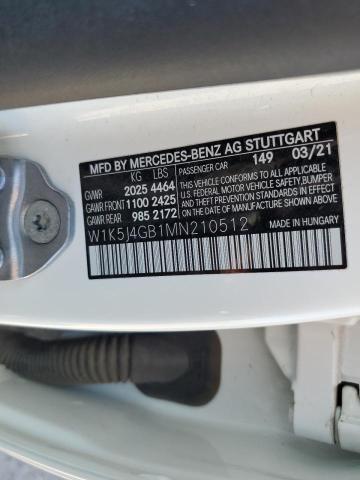 MFD BY MERCEDES-BENZ AG STUTTGART
KG LBS PASSENGER CAR 149 03/21
GVWR 2025 4464
GAWR FRONT 1100 2425
GAWR REAR 985 2172
THIS VEHICLE CONFORMS TO ALL APPLICABLE
U.S. FEDERAL MOTOR VEHICLE SAFETY, BUMPER,
AND THEFT PREVENTION STANDARDS IN EFFECT
ON THE DATE OF MANUFACTURE SHOWN ABOVE.
W1K5J4GB1MN210512
MADE IN HUNGARY